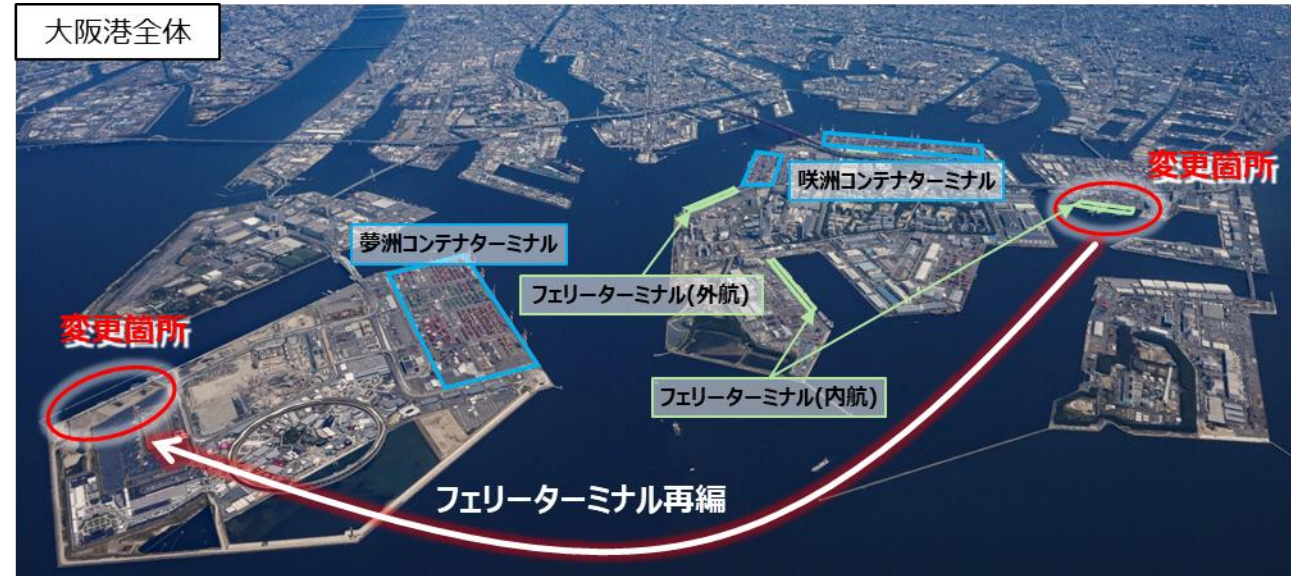 大阪港全体
変更箇所
咲洲コンテナターミナル
夢洲コンテナターミナル
フェリーターミナル(外航)
変更箇所
フェリーターミナル(内航)
フェリーターミナル再編